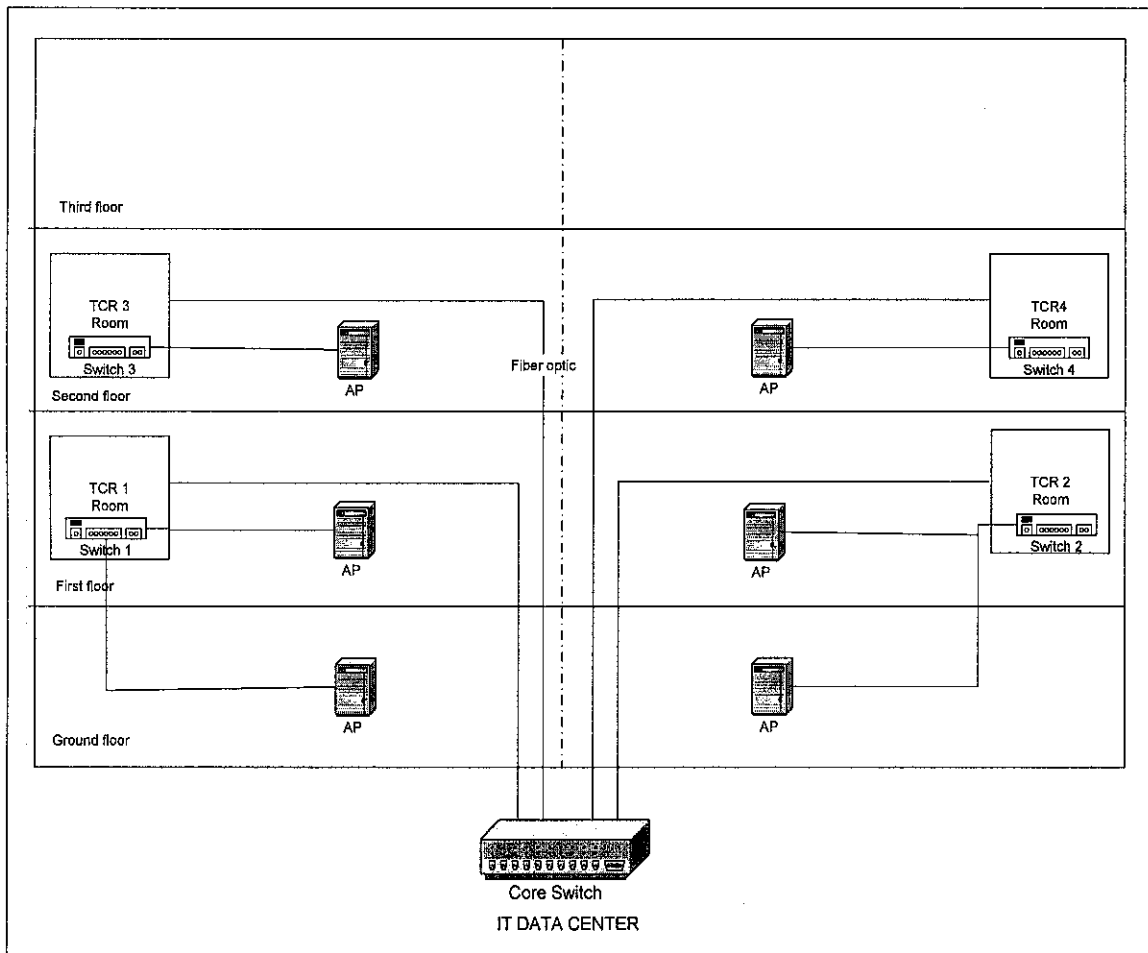 Third floor
TCR 3
Room
Switch 3
AP
Fiber optic
AP
TCR4
Room
Switch 4
Second floor
TCR 1
Room
Switch 1
AP
AP
TCR 2
Room
Switch 2
First floor
AP
AP
Ground floor
Core Switch
IT DATA CENTER